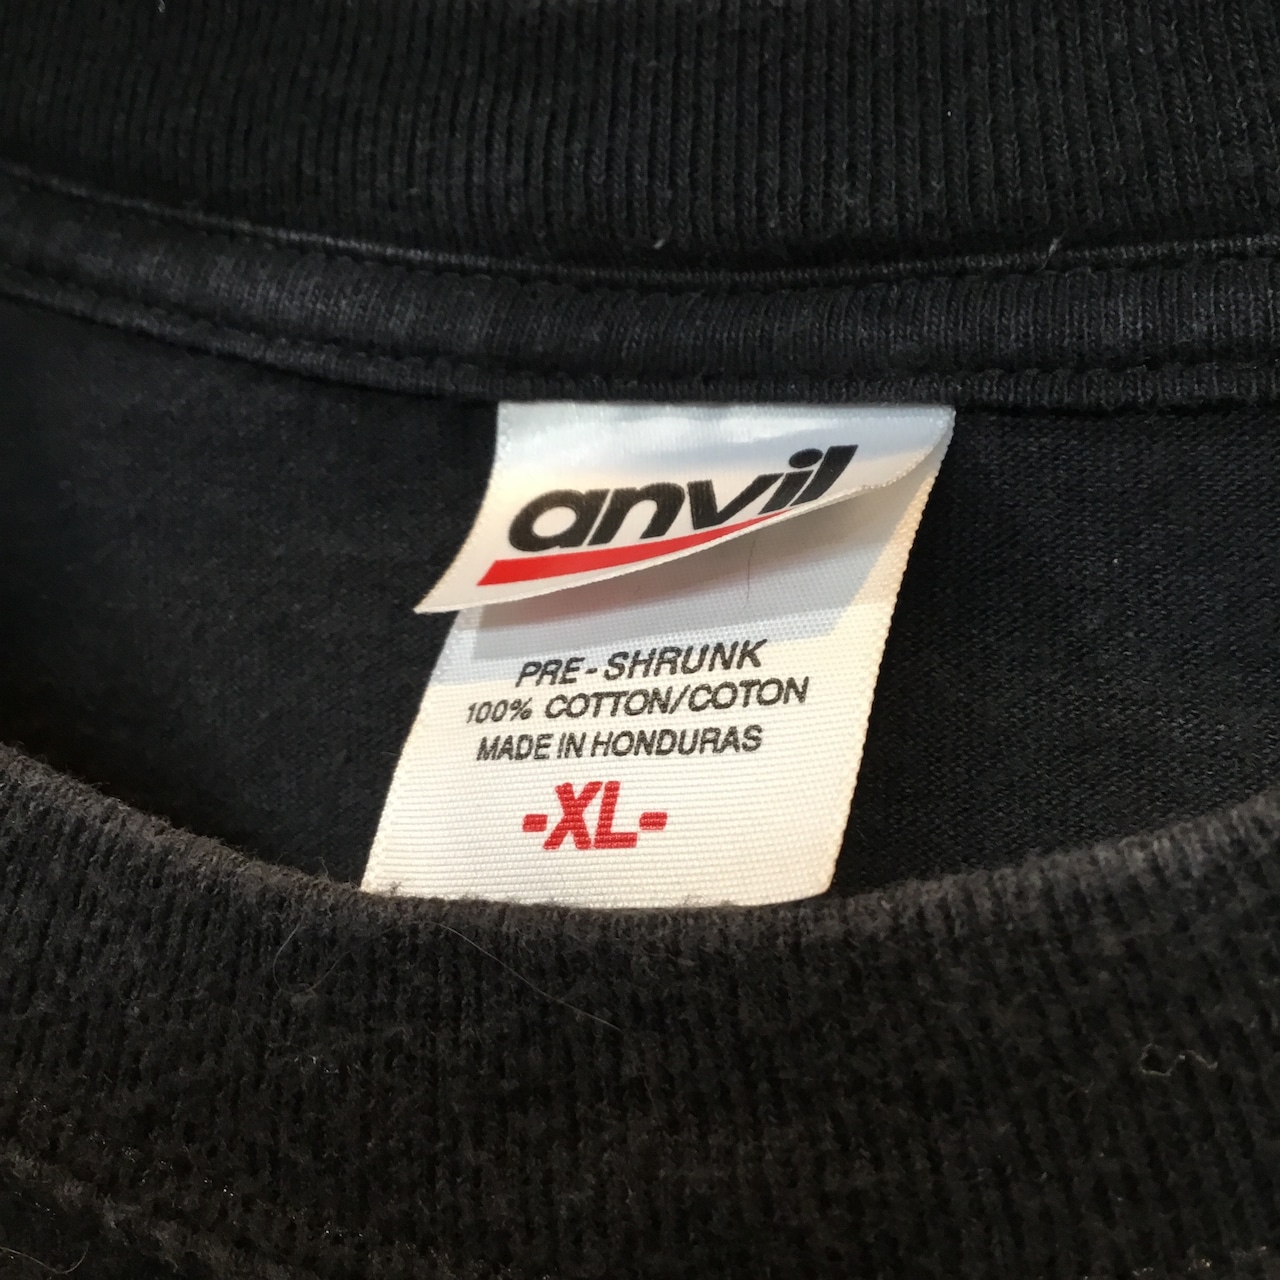 anvil
PRE-SHRUNK
100% COTTON/COTON
MADE IN HONDURAS
-XL-